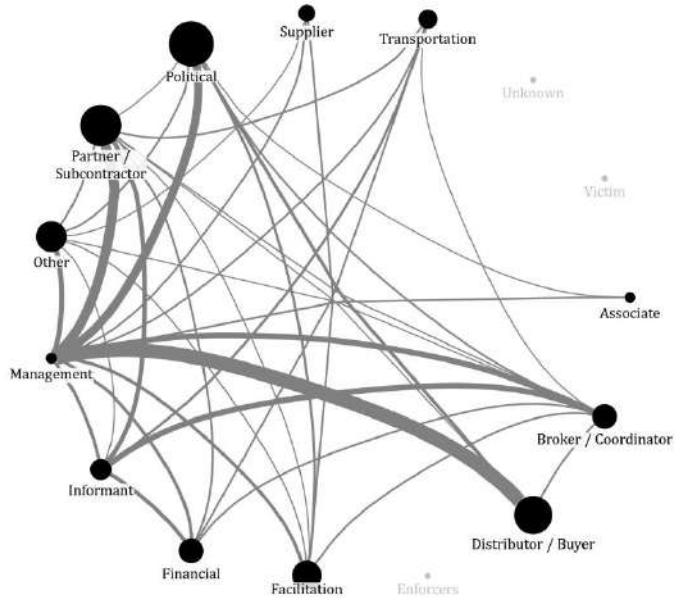 Supplier
Transportation
Political
Unknown
Partner /
Subcontractor
Victim
Other
Associate
Management
Broker / Coordinator
Informant
Distributor / Buyer
Financial
Facilitation
Enforcers